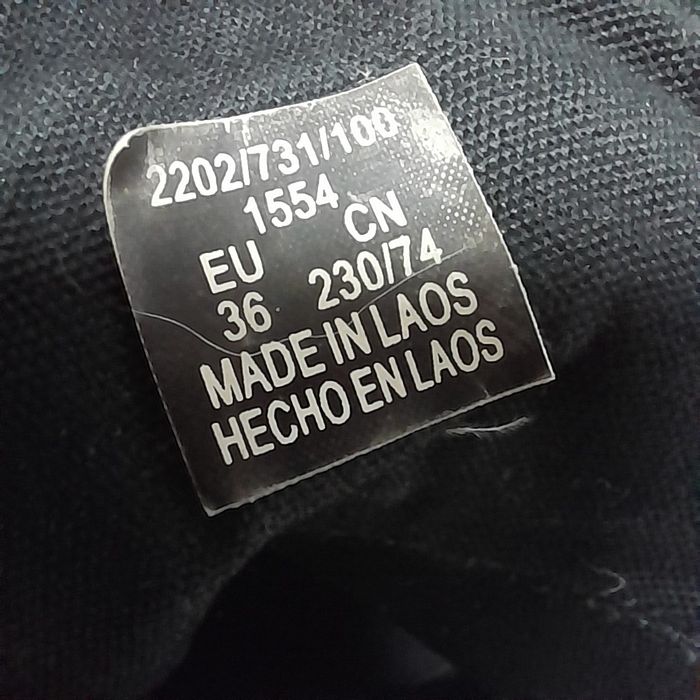 2202/731/100
1554
EU CN
36 230/74
MADE IN LAOS
HECHO EN LAOS